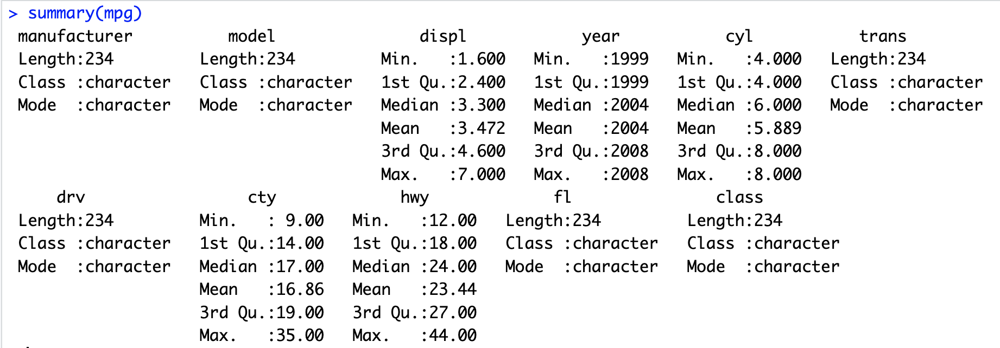 > summary(mpg)
 manufacturer          model               displ            year           cyl           trans
 Length:234         Length:234         Min.   :1.600   Min.   :1999   Min.   :4.000   Length:234
 Class :character   Class :character   1st Qu.:2.400   1st Qu.:1999   1st Qu.:4.000   Class :character
 Mode  :character   Mode  :character   Median :3.300   Median :2004   Median :6.000   Mode  :character
                                       Mean   :3.472   Mean   :2004   Mean   :5.889
                                       3rd Qu.:4.600   3rd Qu.:2008   3rd Qu.:8.000
                                       Max.   :7.000   Max.   :2008   Max.   :8.000
     drv                 cty             hwy             fl                class
 Length:234         Min.   : 9.00   Min.   :12.00   Length:234         Length:234
 Class :character   1st Qu.:14.00   1st Qu.:18.00   Class :character   Class :character
 Mode  :character   Median :17.00   Median :24.00   Mode  :character   Mode  :character
                    Mean   :16.86   Mean   :23.44
                    3rd Qu.:19.00   3rd Qu.:27.00
                    Max.   :35.00   Max.   :44.00